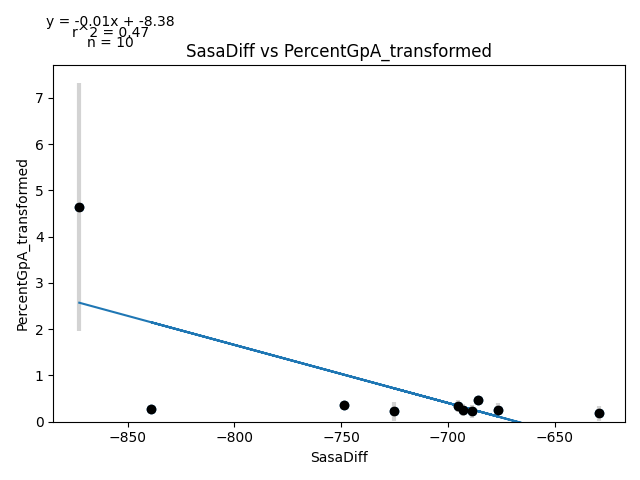 y = -0.01x + -8.38
r^2 = 0.47
n = 10
SasaDiff vs PercentGpA_transformed
PercentGpA_transformed
7
6
5
4
3
2
1
0
−850
−800
−750
−700
−650
SasaDiff